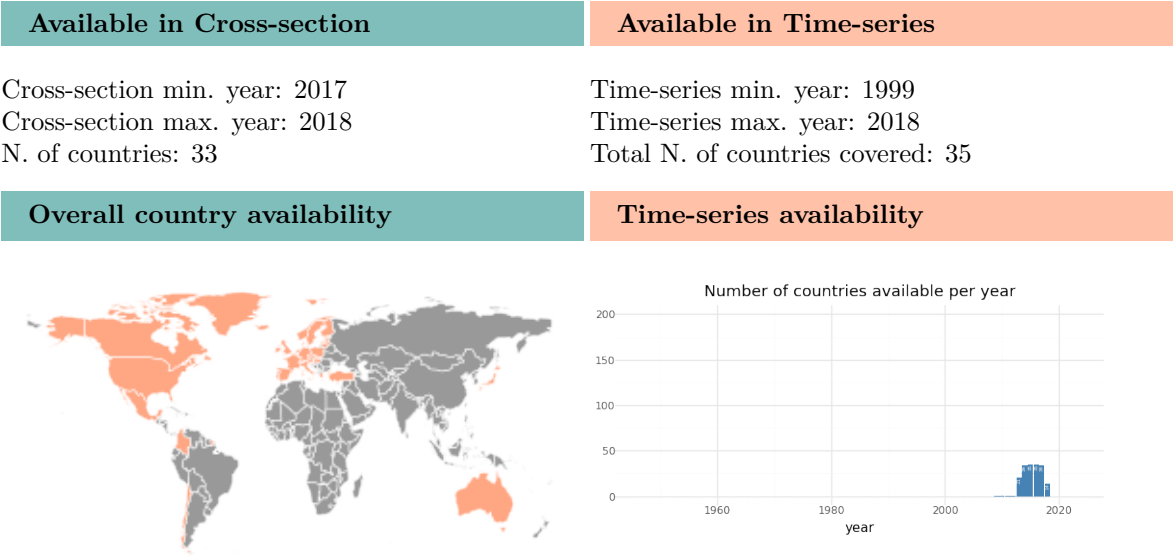 Available in Cross-section
Available in Time-series
Cross-section min. year: 2017
Cross-section max. year: 2018
N. of countries: 33
Time-series min. year: 1999
Time-series max. year: 2018
Total N. of countries covered: 35
Overall country availability
Time-series availability
Number of countries available per year
200
150
100
50
0
1960
1980
2000
2020
year